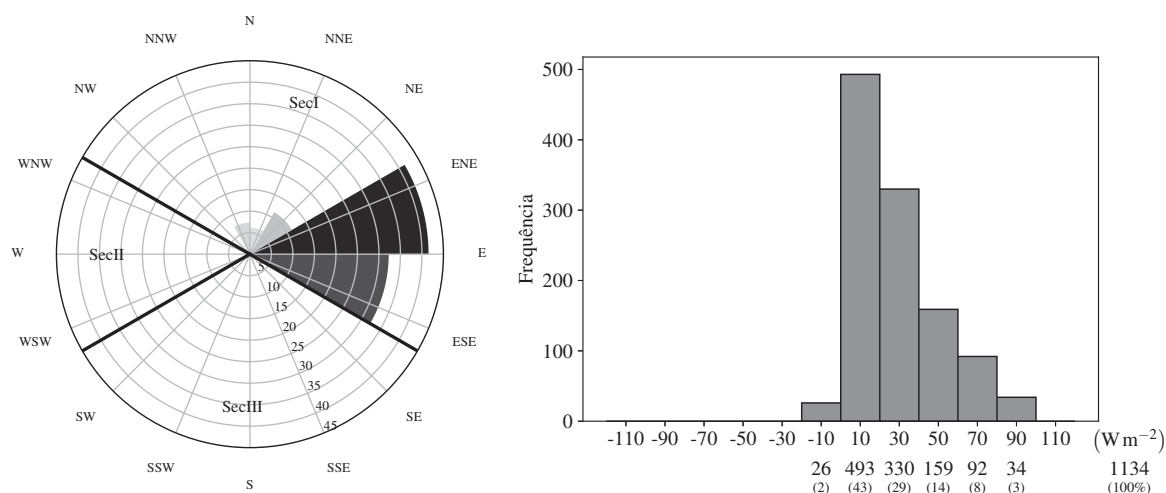 N
NNW
NNE
NW
NE
SecI
WNW
ENE
W
SecII
E
5
10
15
20
25
30
35
40
45
WSW
ESE
SecIII
SW
SE
SSW
SSE
S
Frequência
500
400
300
200
100
0
-110 -90 -70 -50 -30 -10 10 30 50 70 90 110 (W m−2)
26 493 330 159 92 34 1134
(2) (43) (29) (14) (8) (3) (100%)